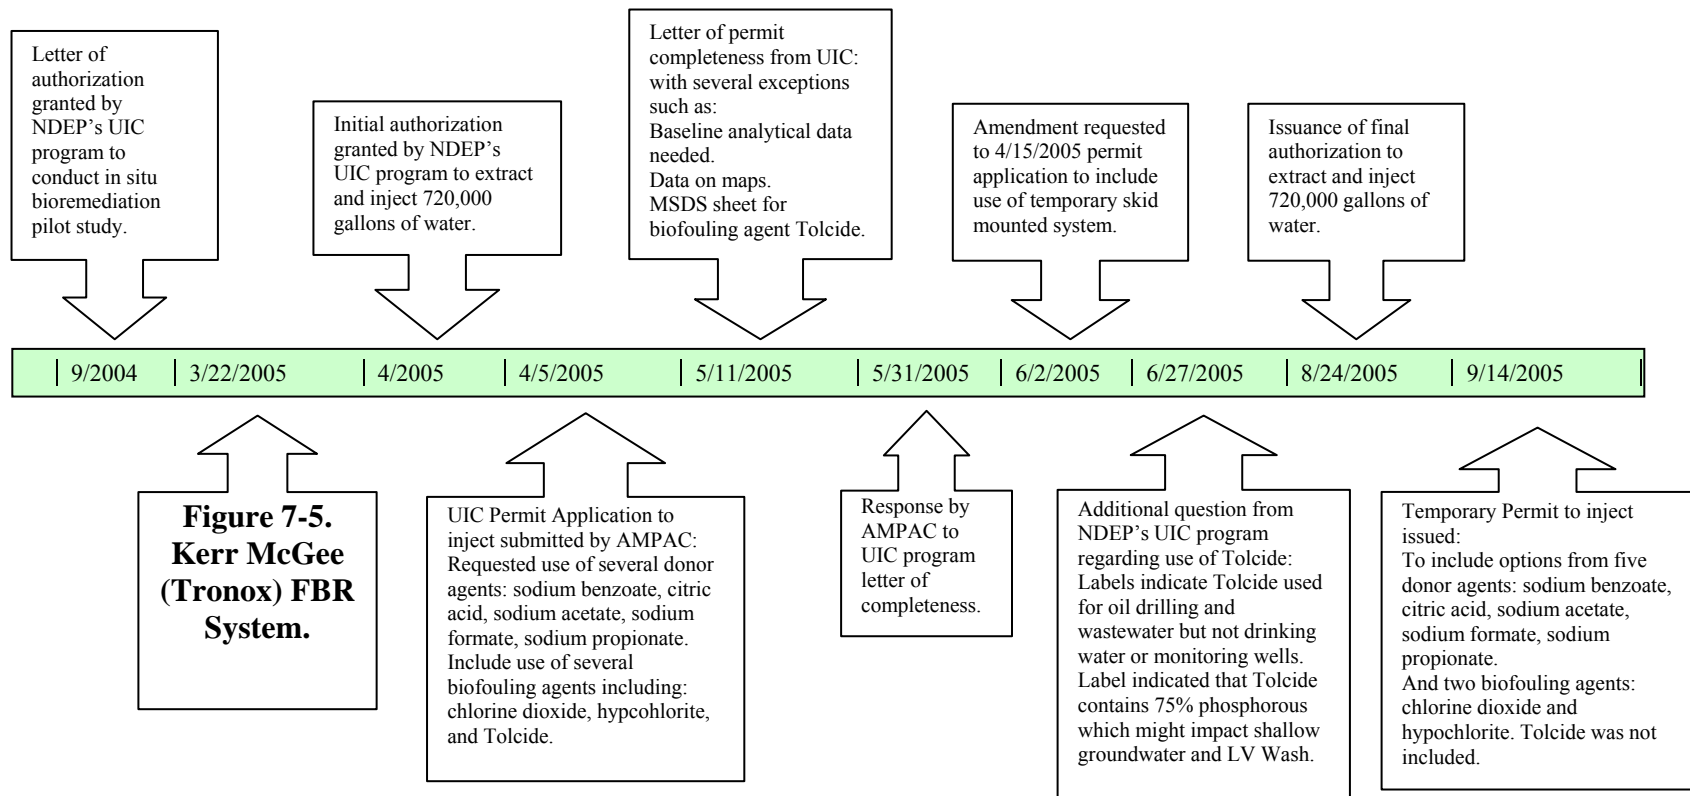 Letter of
authorization
granted by
NDEP's UIC
program to
conduct in situ
bioremediation
pilot study.
Initial authorization
granted by NDEP's
UIC program to extract
and inject 720,000
gallons of water.
Letter of permit
completeness from UIC:
with several exceptions
such as:
Baseline analytical data
needed.
Data on maps.
MSDS sheet for
biofouling agent Tolcide.
Amendment requested
to 4/15/2005 permit
application to include
use of temporary skid
mounted system.
Issuance of final
authorization to
extract and inject
720,000 gallons of
water.
9/2004 3/22/2005 4/2005 4/5/2005 5/11/2005 5/31/2005 6/2/2005 6/27/2005 8/24/2005 9/14/2005
Figure 7-5.
Kerr McGee
(Tronox) FBR
System.
UIC Permit Application to
inject submitted by AMPAC:
Requested use of several donor
agents: sodium benzoate, citric
acid, sodium acetate, sodium
formate, sodium propionate.
Include use of several
biofouling agents including:
chlorine dioxide, hypcohlorite,
and Tolcide.
Response by
AMPAC to
UIC program
letter of
completeness.
Additional question from
NDEP's UIC program
regarding use of Tolcide:
Labels indicate Tolcide used
for oil drilling and
wastewater but not drinking
water or monitoring wells.
Label indicated that Tolcide
contains 75% phosphorous
which might impact shallow
groundwater and LV Wash.
Temporary Permit to inject
issued:
To include options from five
donor agents: sodium benzoate,
citric acid, sodium acetate,
sodium formate, sodium
propionate.
And two biofouling agents:
chlorine dioxide and
hypochlorite. Tolcide was not
included.